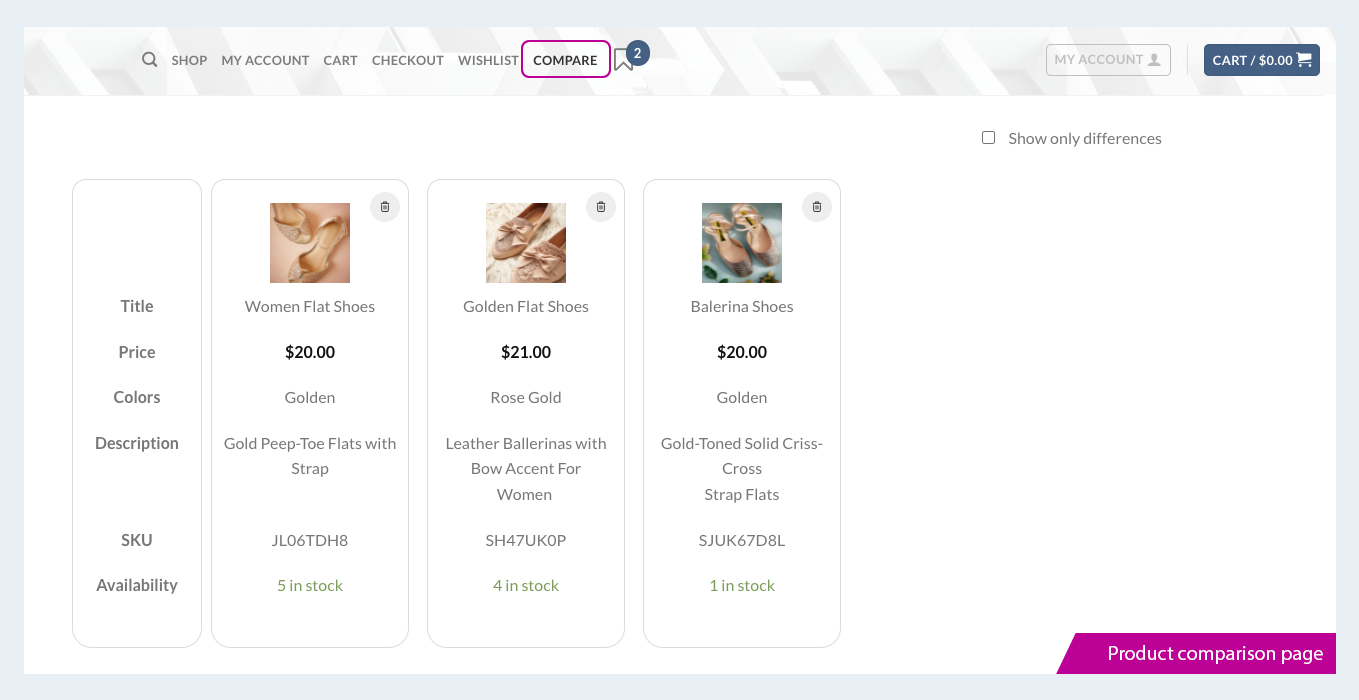 SHOP MY ACCOUNT CART CHECKOUT WISHLIST COMPARE 2 MY ACCOUNT CART / $0.00
Show only differences
Title Women Flat Shoes Golden Flat Shoes Balerina Shoes
Price $20.00 $21.00 $20.00
Colors Golden Rose Gold Golden
Description Gold Peep-Toe Flats with Leather Ballerinas with Gold-Toned Solid Criss-
Strap Bow Accent For Cross
Women Strap Flats
SKU JL06TDH8 SH47UK0P SJUK67D8L
Availability 5 in stock 4 in stock 1 in stock
Product comparison page